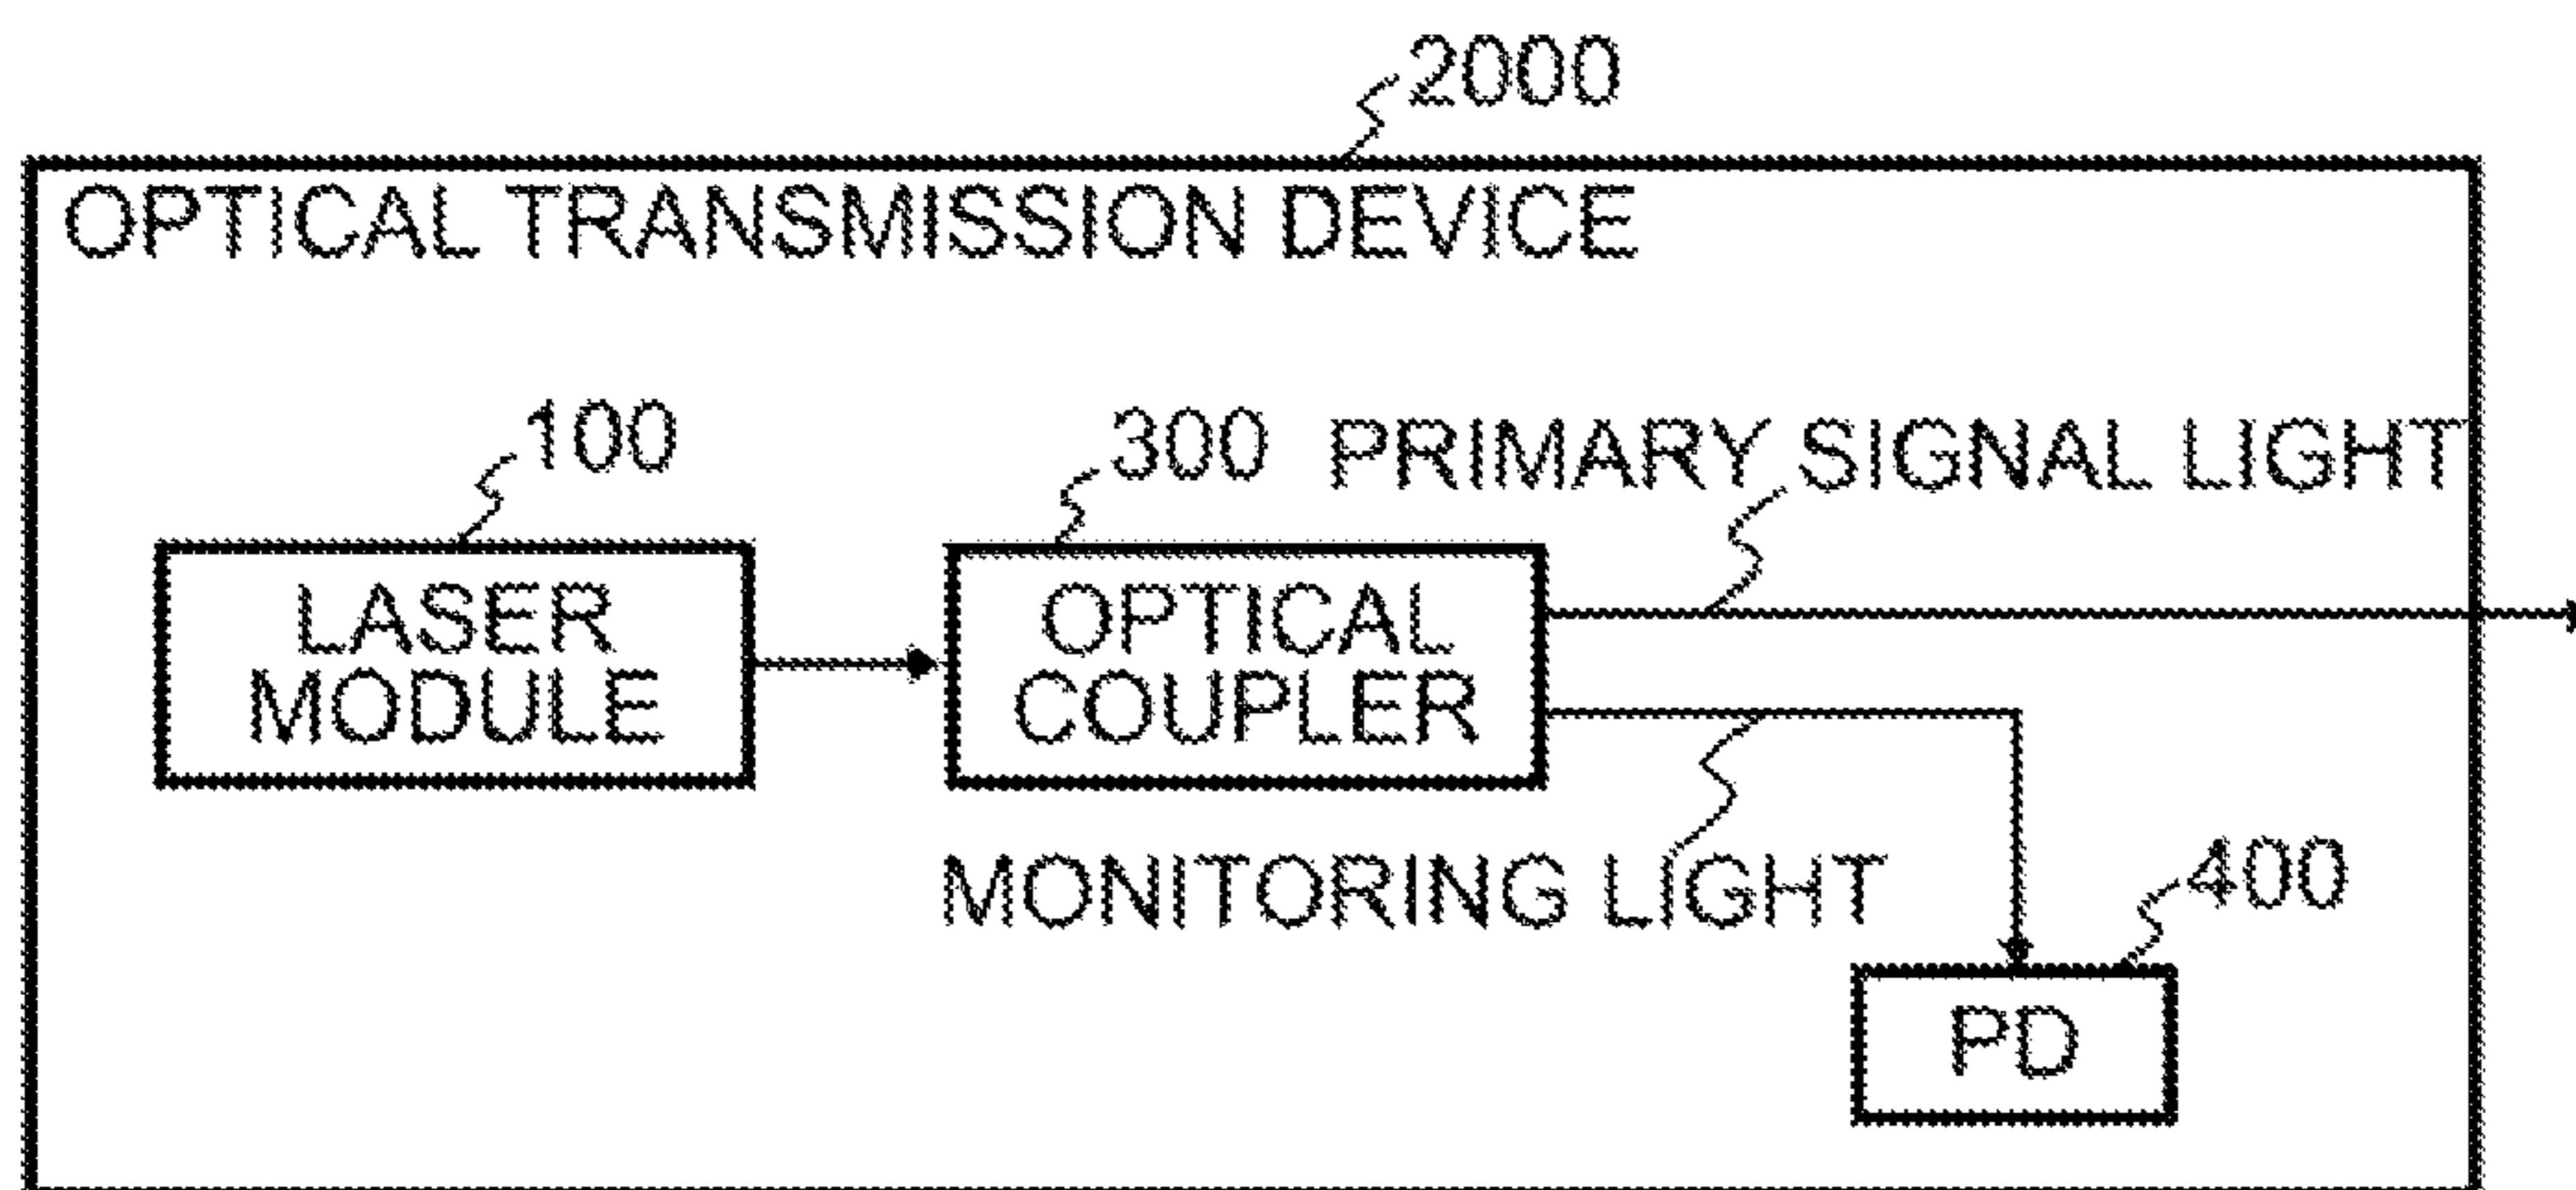 2000
OPTICAL TRANSMISSION DEVICE
100
300
PRIMARY SIGNAL LIGHT
LASER
MODULE
OPTICAL
COUPLER
MONITORING LIGHT
400
PD